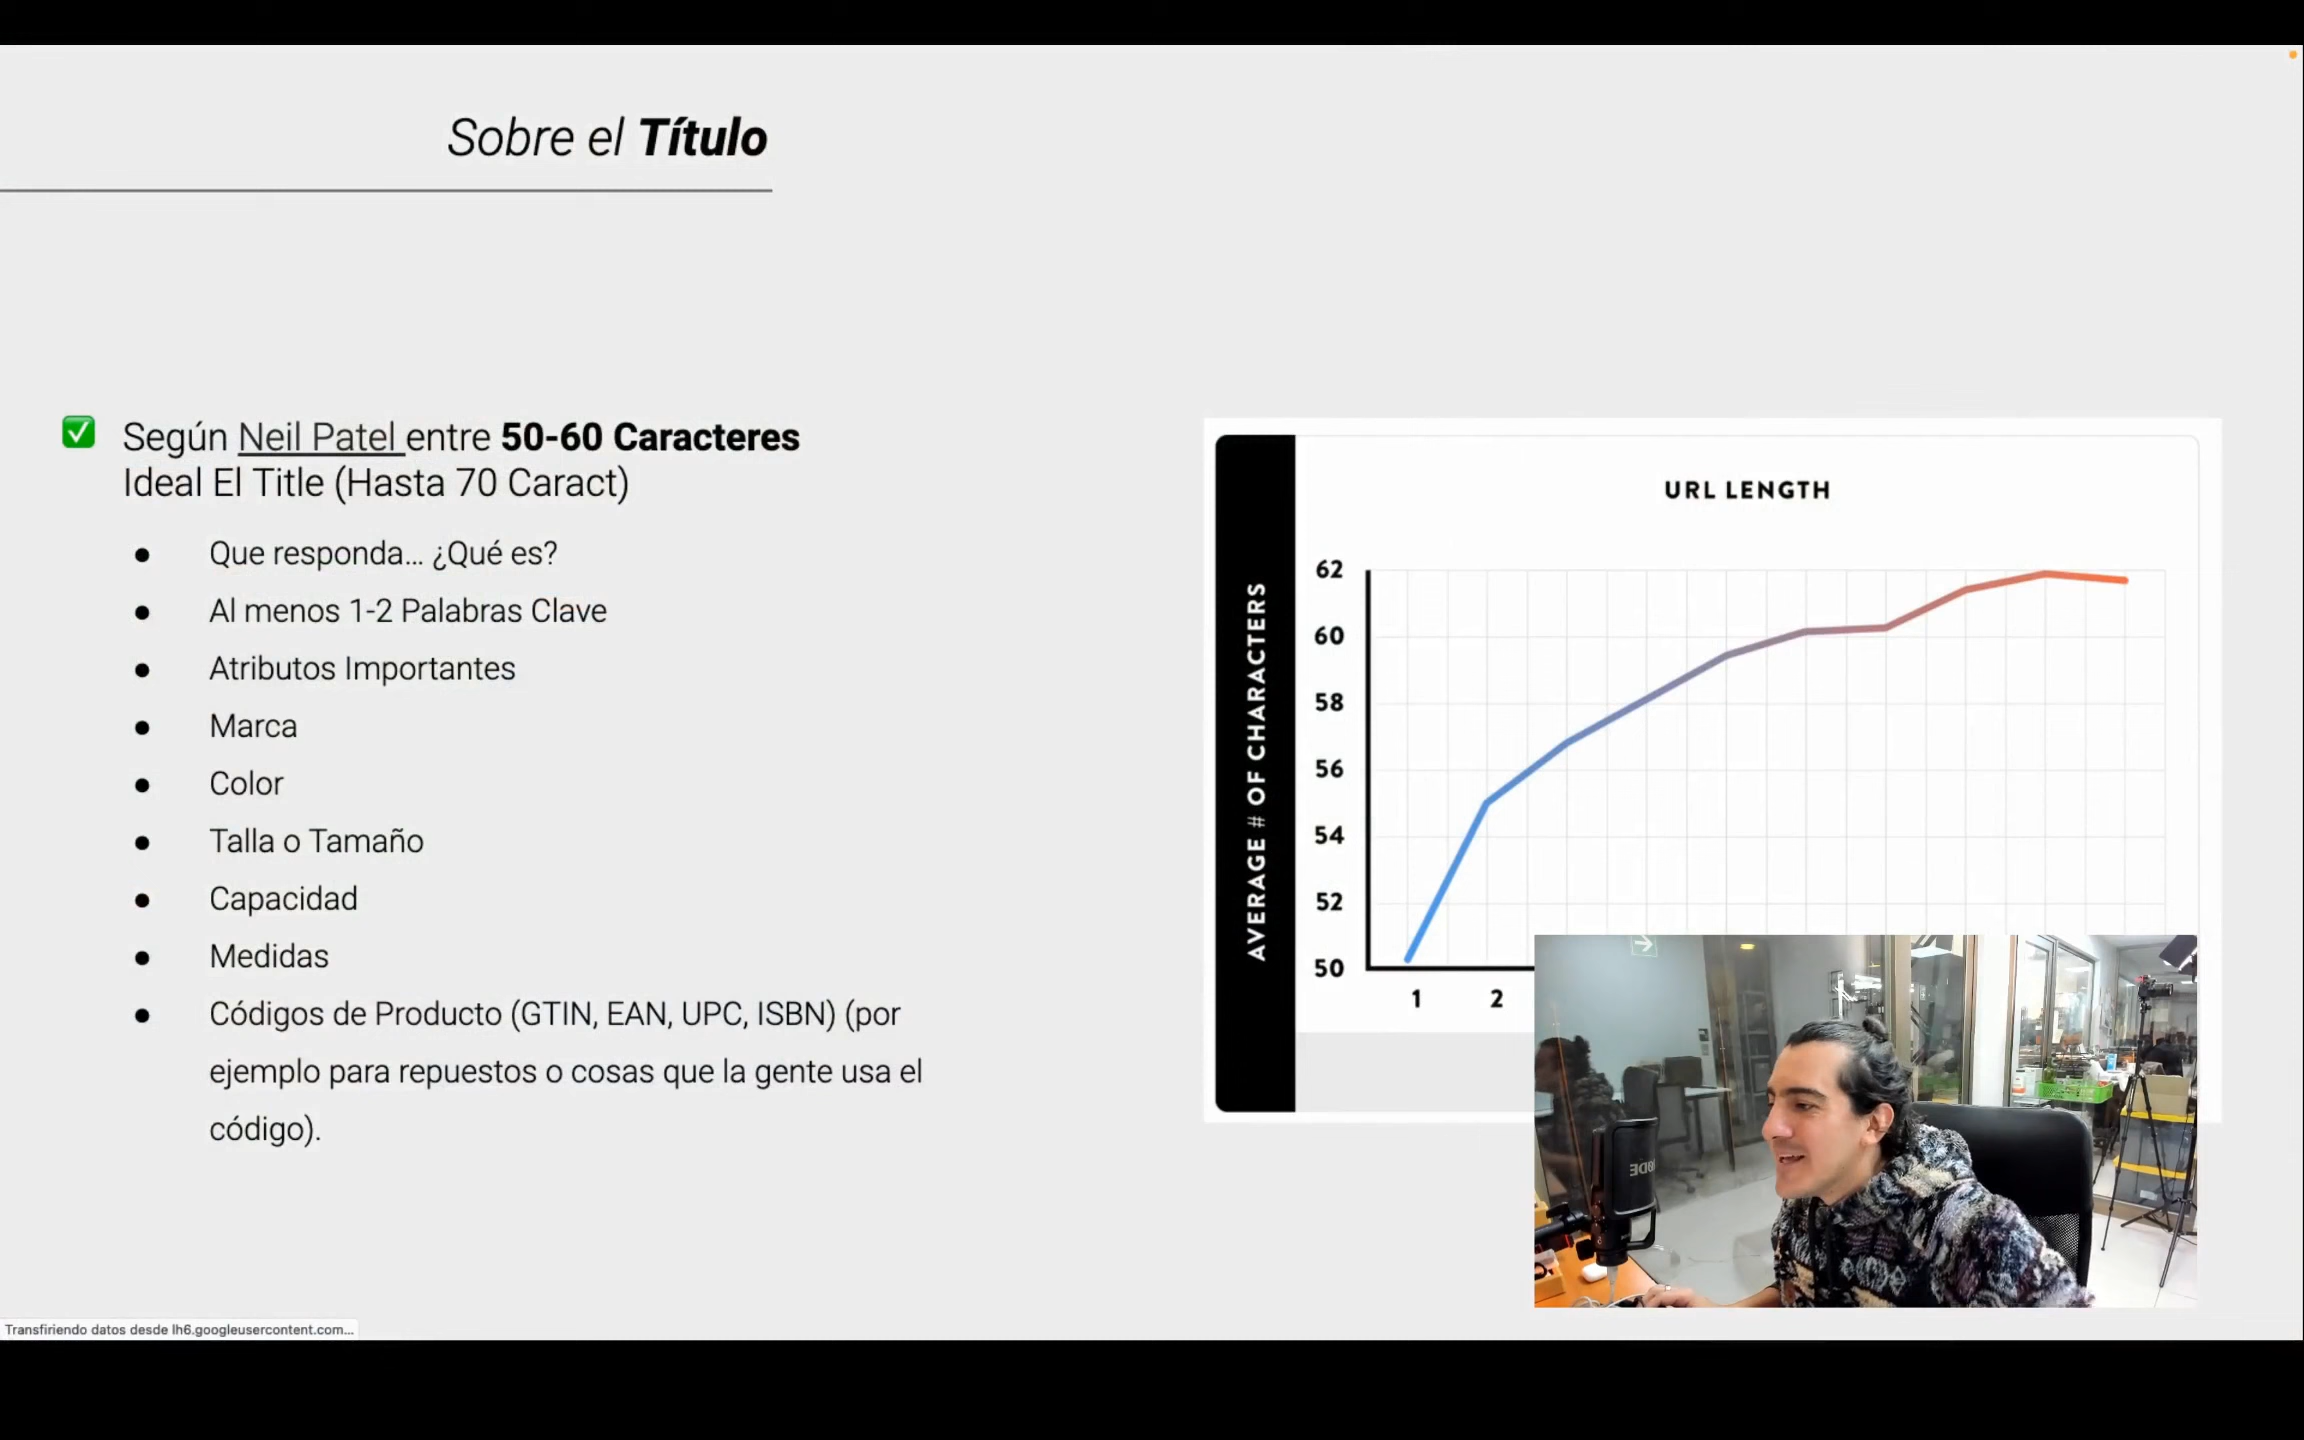 Sobre el Título
✅ Según Neil Patel entre 50-60 Caracteres
Ideal El Title (Hasta 70 Caract)
● Que responda... ¿Qué es?
● Al menos 1-2 Palabras Clave
● Atributos Importantes
● Marca
● Color
● Talla o Tamaño
● Capacidad
● Medidas
● Códigos de Producto (GTIN, EAN, UPC, ISBN) (por
ejemplo para repuestos o cosas que la gente usa el
código).
URL LENGTH
AVERAGE # OF CHARACTERS
62
60
58
56
54
52
50
1 2
RODE
Transfiriendo datos desde lh6.googleusercontent.com...